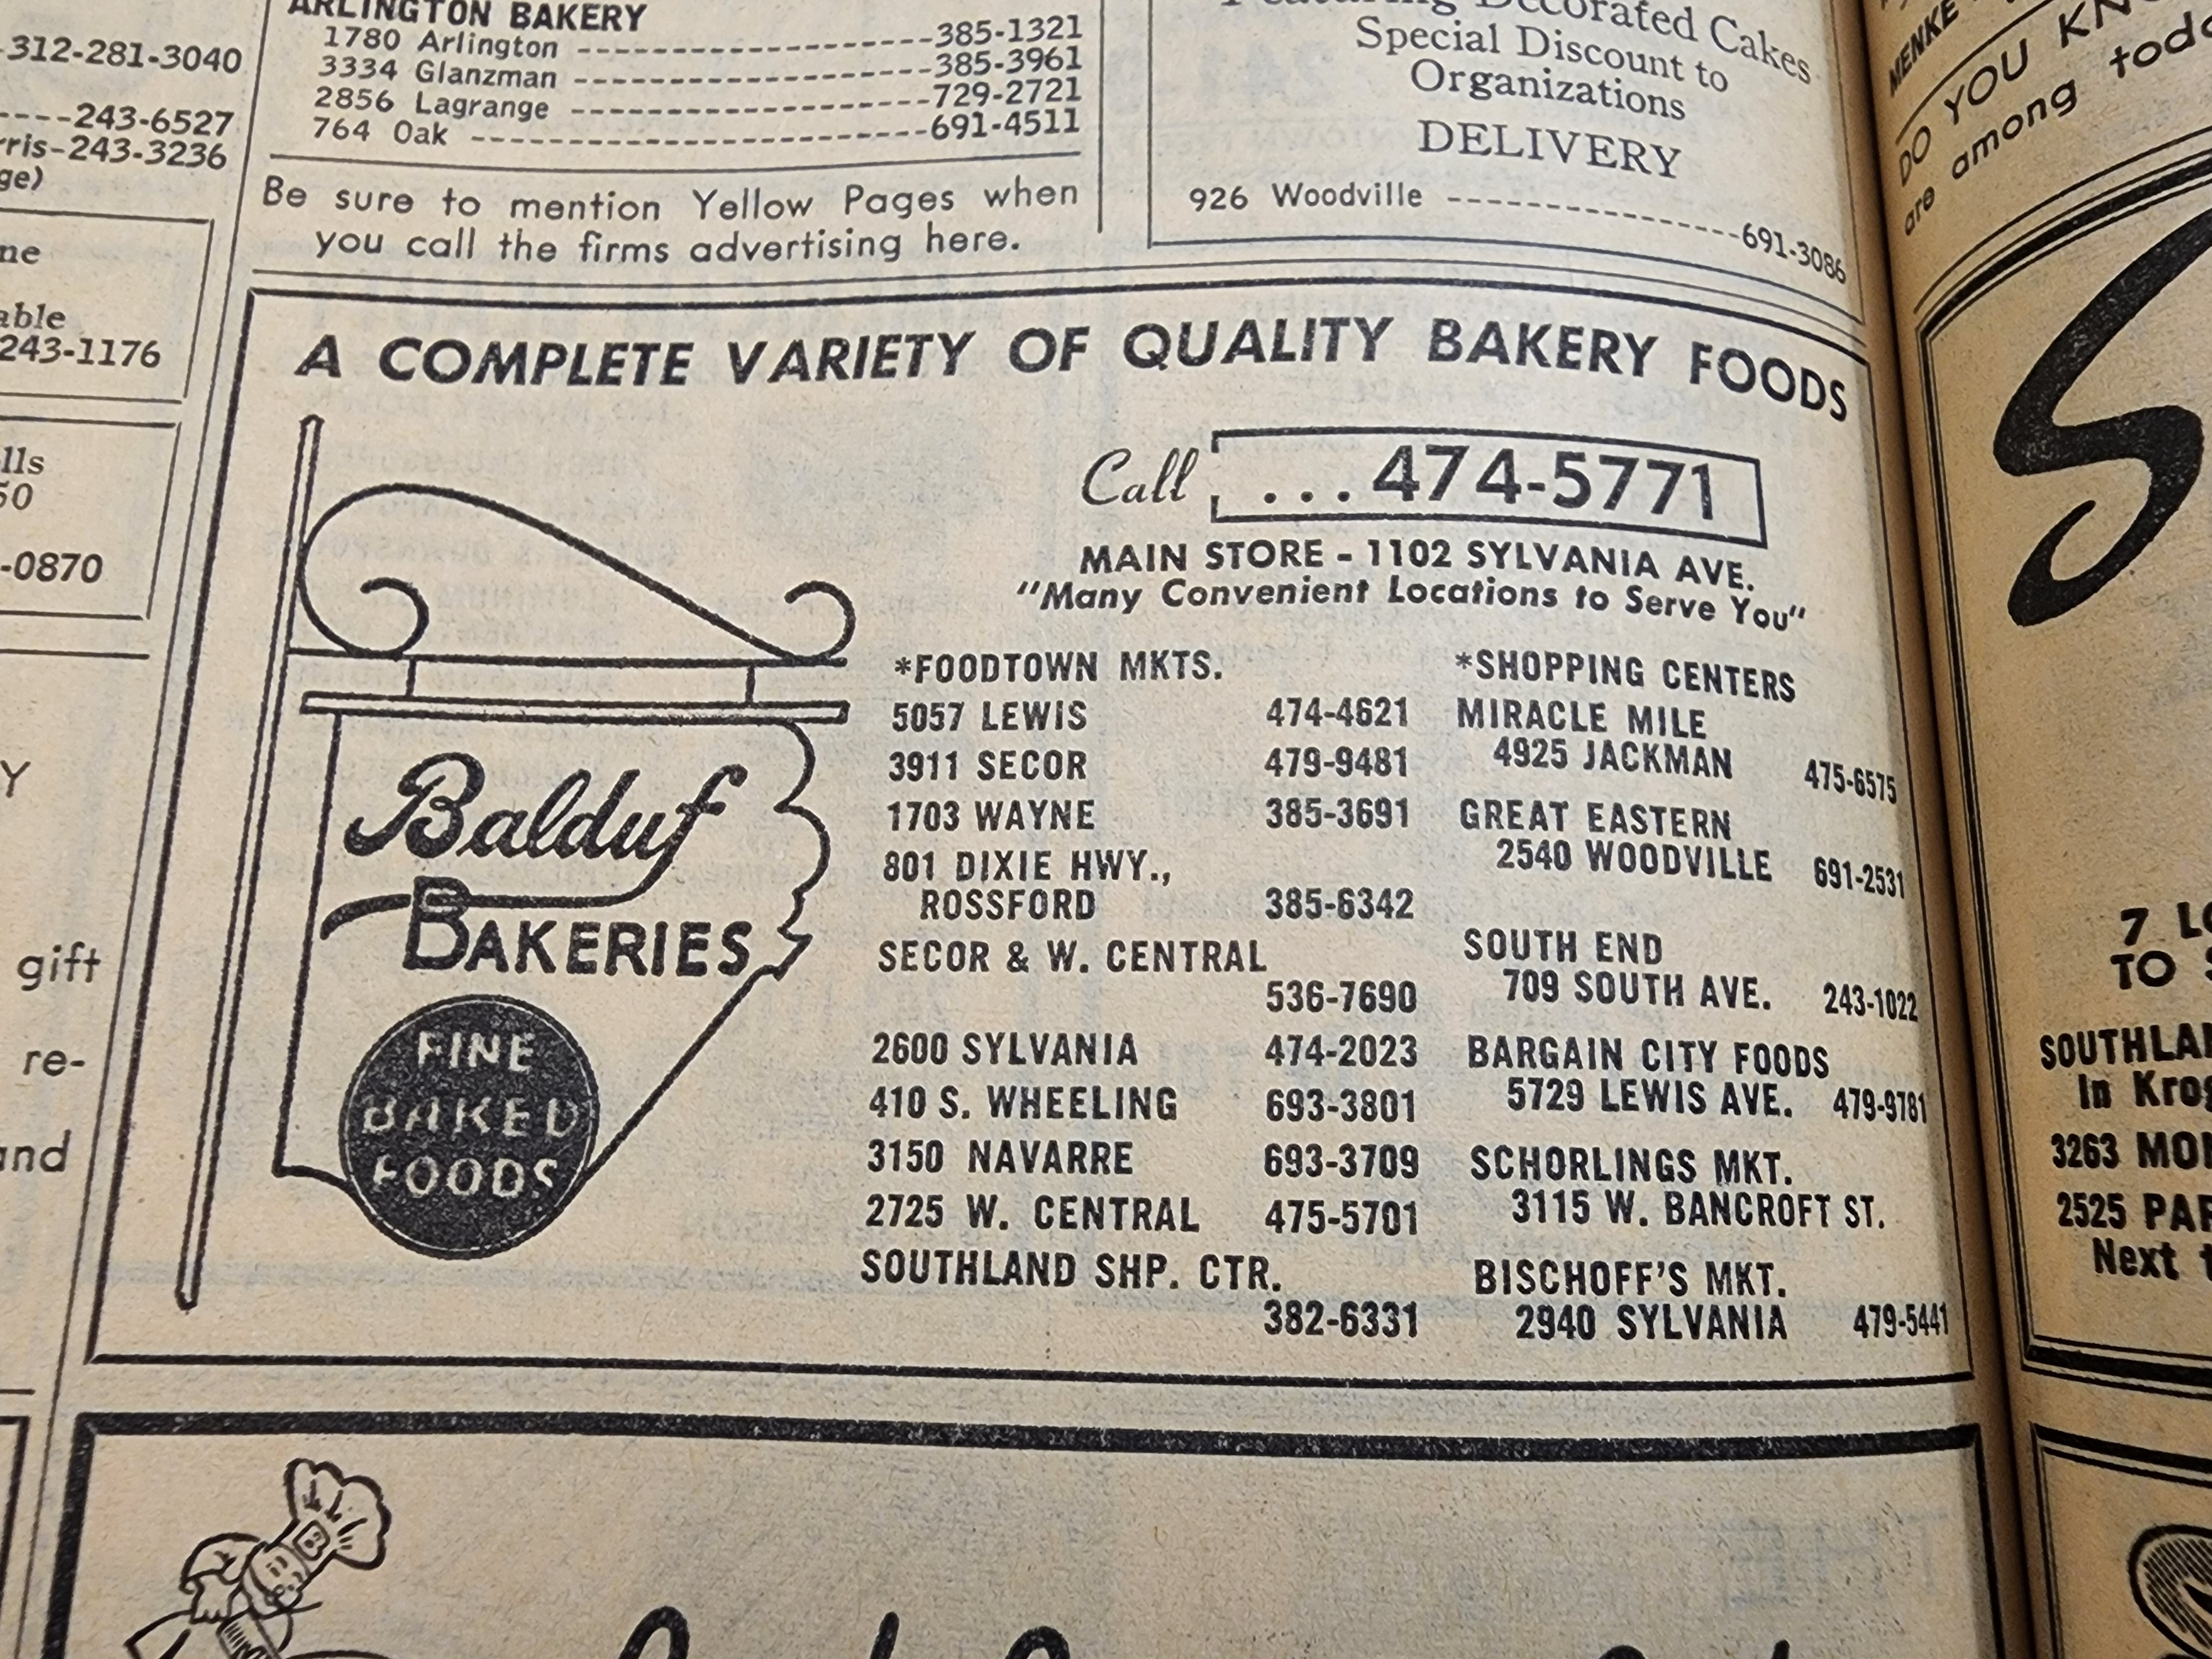 312-281-3040
243-6527
243-3236
243-1176
-0870
gift
re-
ARLINGTON BAKERY
1780 Arlington ------------------385-1321
3334 Glanzman ------------------385-3961
2856 Lagrange ------------------729-2721
764 Oak -----------------------691-4511
Be sure to mention Yellow Pages when
you call the firms advertising here.
Decorated Cakes
Special Discount to
Organizations
DELIVERY
926 Woodville ---------------691-3086
A COMPLETE VARIETY OF QUALITY BAKERY FOODS
Call ...474-5771
MAIN STORE - 1102 SYLVANIA AVE.
"Many Convenient Locations to Serve You"
Balduf
BAKERIES
FINE
BAKED
FOODS
*FOODTOWN MKTS.
5057 LEWIS 474-4621
3911 SECOR 479-9481
1703 WAYNE 385-3691
801 DIXIE HWY.,
ROSSFORD 385-6342
SECOR & W. CENTRAL
536-7690
2600 SYLVANIA 474-2023
410 S. WHEELING 693-3801
3150 NAVARRE 693-3709
2725 W. CENTRAL 475-5701
SOUTHLAND SHP. CTR.
382-6331
*SHOPPING CENTERS
MIRACLE MILE
4925 JACKMAN 475-6575
GREAT EASTERN
2540 WOODVILLE 691-2531
SOUTH END
709 SOUTH AVE. 243-1022
BARGAIN CITY FOODS
5729 LEWIS AVE. 479-9781
SCHORLINGS MKT.
3115 W. BANCROFT ST.
BISCHOFF'S MKT.
2940 SYLVANIA 479-5441
MENKE
DO YOU
are among
7
TO
In
3263
2525
Next